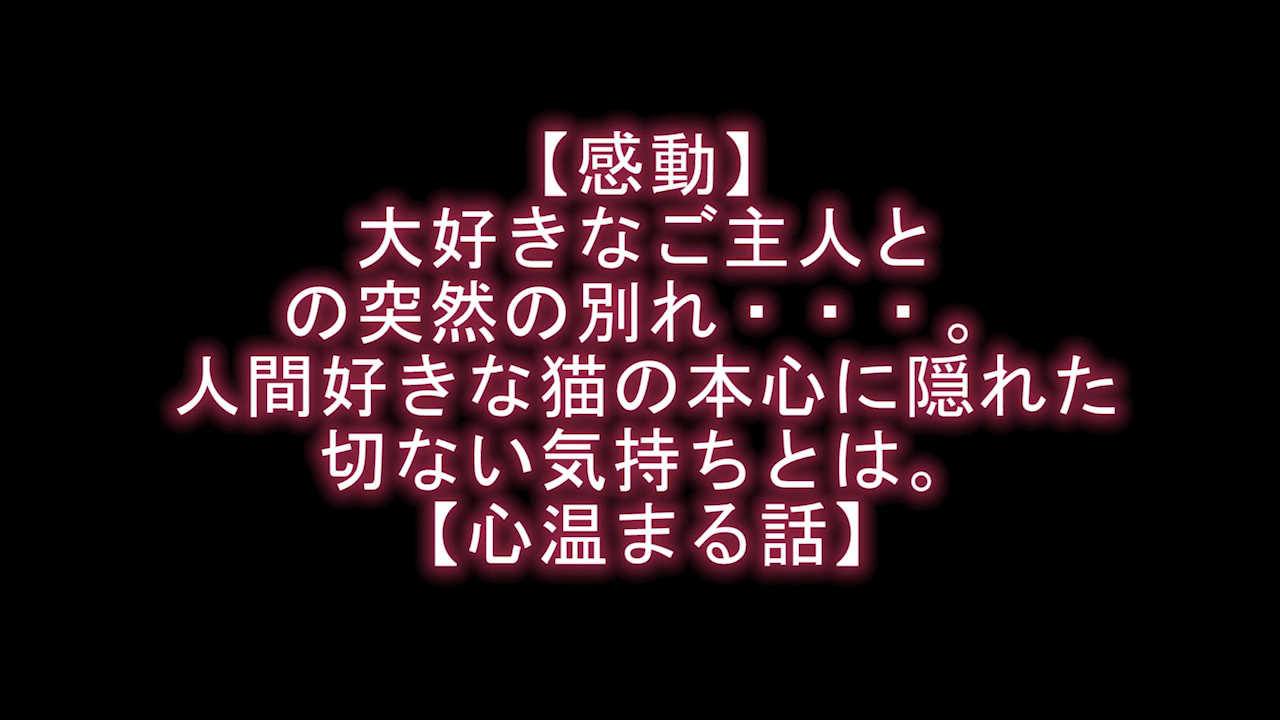 【感動】
大好きなご主人と
の突然の別れ・・・。
人間好きな猫の本心に隠れた
切ない気持ちとは。
【心温まる話】